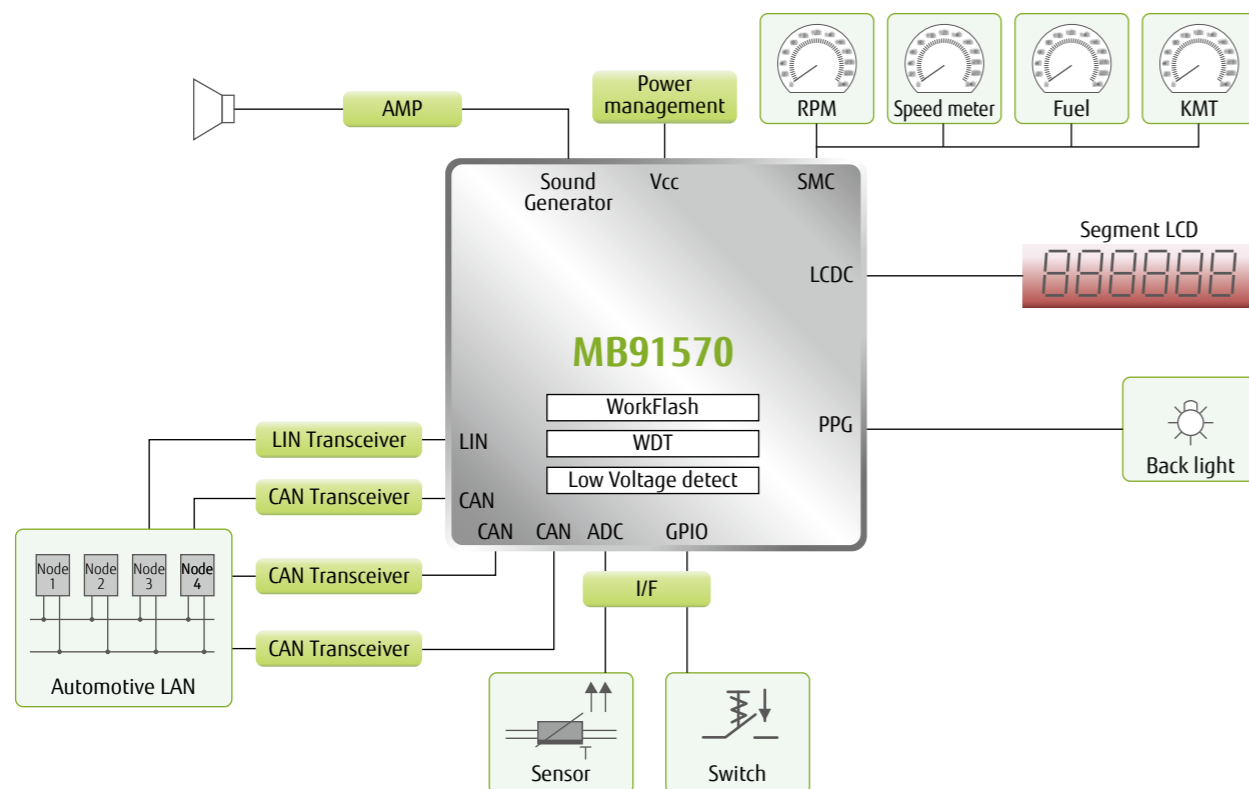 Power
management
AMP
RPM
Speed meter
Fuel
KMT
Sound
Generator
Vcc
SMC
Segment LCD
LCDC
MB91570
WorkFlash
WDT
Low Voltage detect
PPG
Back light
LIN Transceiver
LIN
CAN Transceiver
CAN
CAN
CAN
ADC
GPIO
CAN Transceiver
I/F
CAN Transceiver
Node
1
Node
2
Node
3
Node
4
Automotive LAN
T
Sensor
Switch